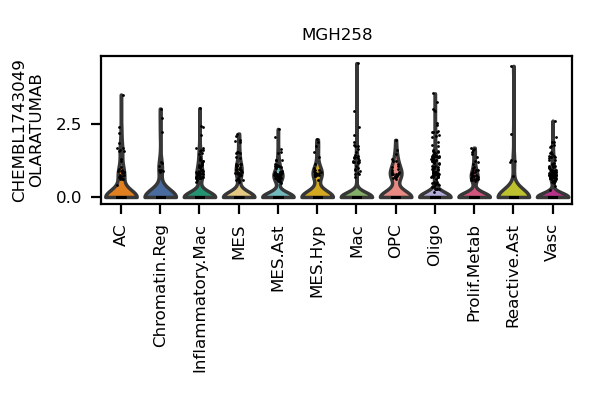 MGH258
CHEMBL1743049
OLARATUMAB
2.5
0.0
AC
Chromatin.Reg
Inflammatory.Mac
MES
MES.Ast
MES.Hyp
Mac
OPC
Oligo
Prolif.Metab
Reactive.Ast
Vasc